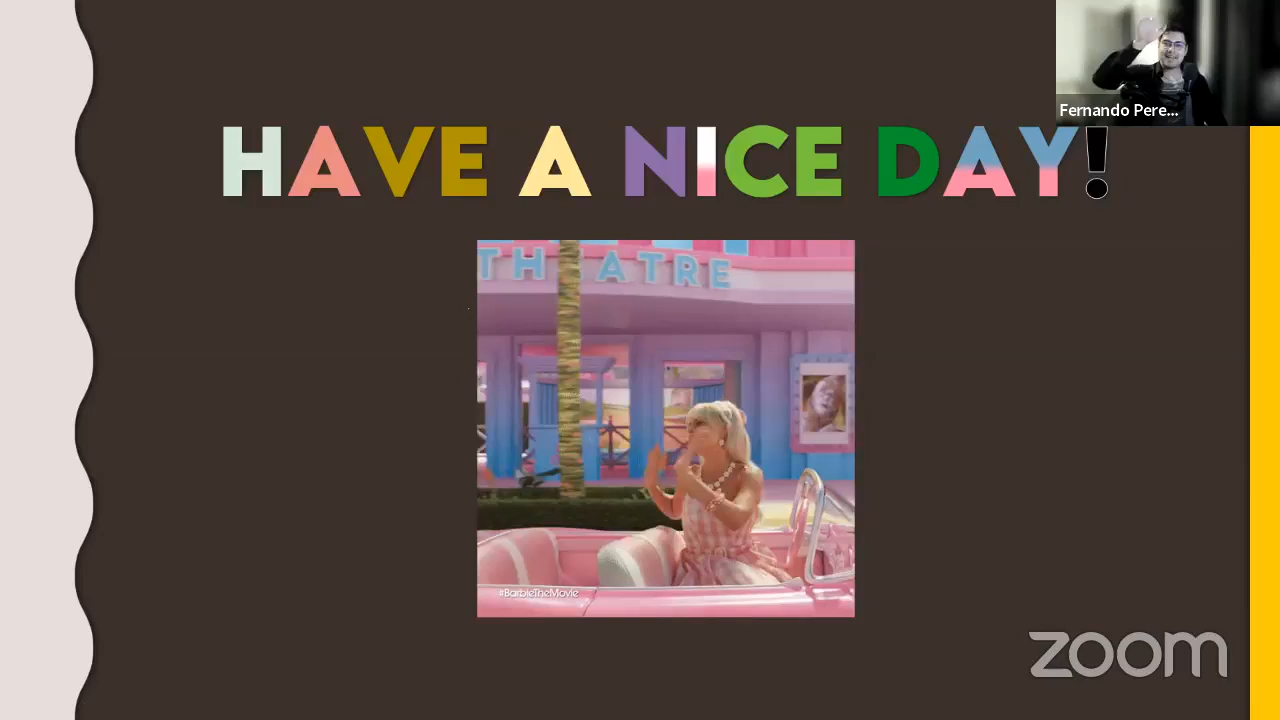 Fernando Pere...
HAVE A NICE DAY!
TH ATRE
#BarbieTheMovie
zoom